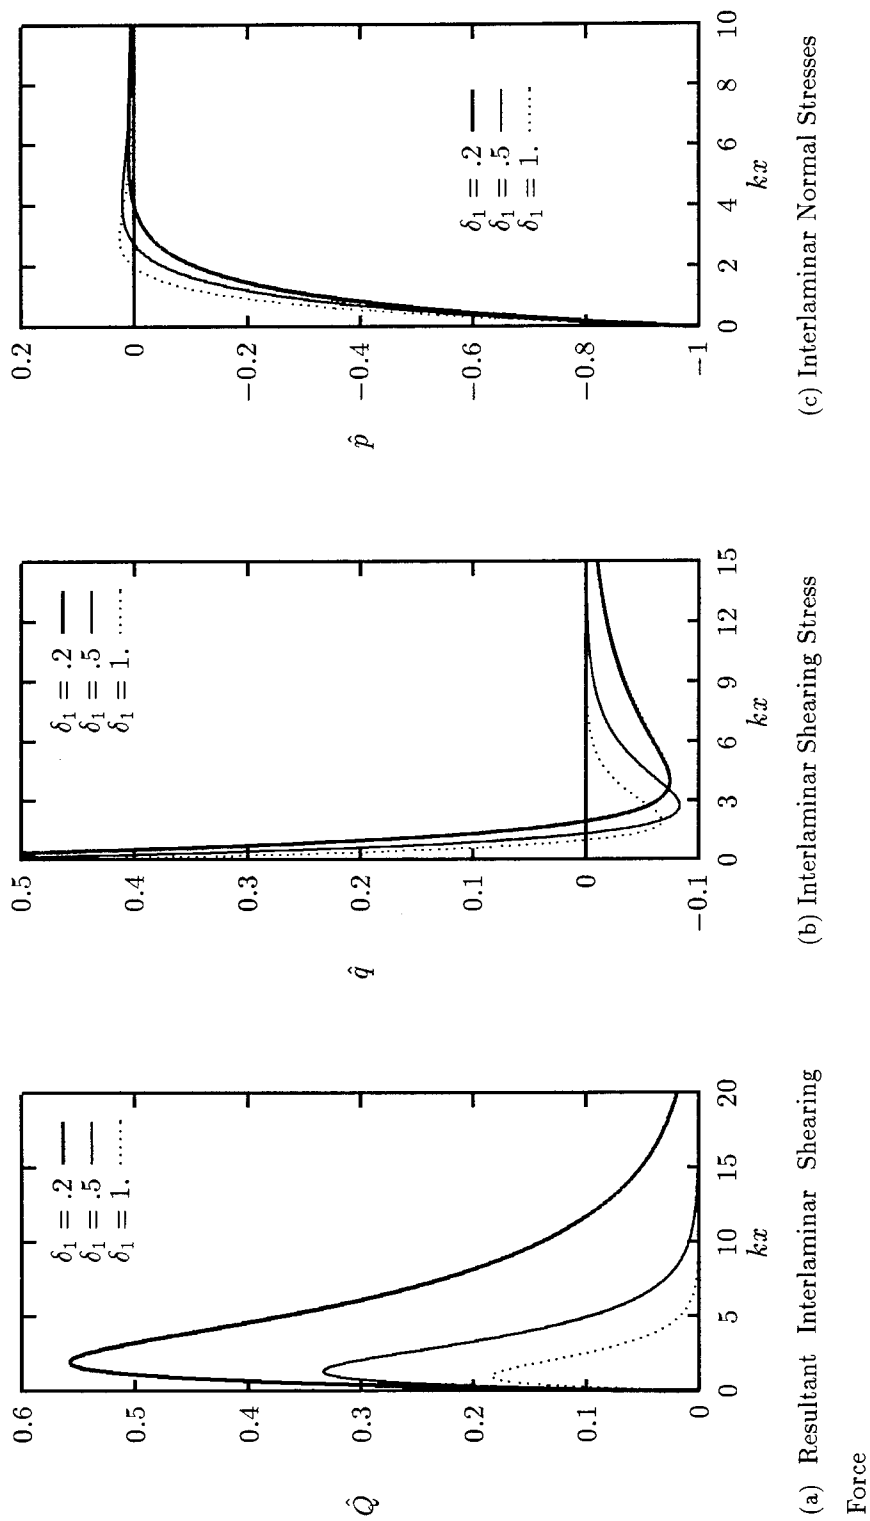 0.6
0.5
0.4
0.3
0.2
0.1
0
Q̂
δ₁ = .2
δ₁ = .5
δ₁ = 1.
0 5 10 15 20
kx
(a) Resultant Interlaminar Shearing
Force
0.5
0.4
0.3
0.2
0.1
0
−0.1
q̂
δ₁ = .2
δ₁ = .5
δ₁ = 1.
0 3 6 9 12 15
kx
(b) Interlaminar Shearing Stress
0.2
0
−0.2
−0.4
−0.6
−0.8
−1
p̂
δ₁ = .2
δ₁ = .5
δ₁ = 1.
0 2 4 6 8 10
kx
(c) Interlaminar Normal Stresses